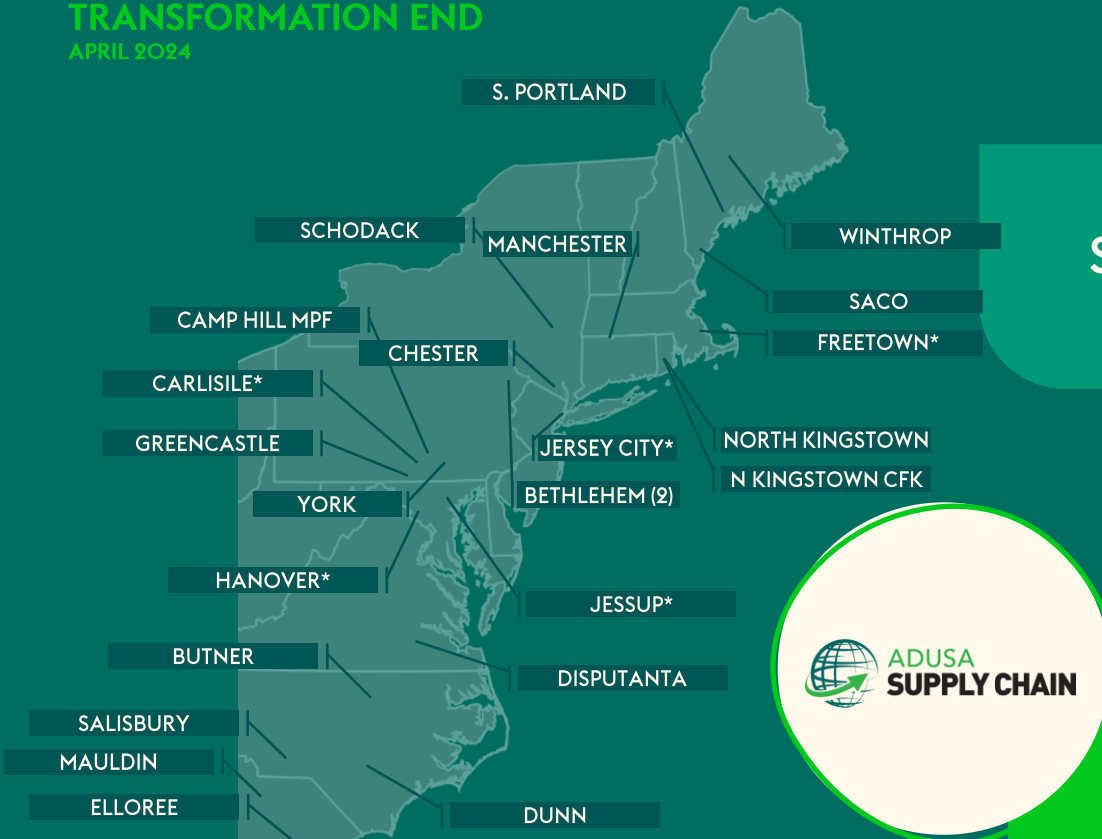 TRANSFORMATION END
APRIL 2024
S. PORTLAND
SCHODACK
MANCHESTER
WINTHROP
SACO
CAMP HILL MPF
FREETOWN*
CHESTER
CARLISILE*
GREENCASTLE
JERSEY CITY*
NORTH KINGSTOWN
N KINGSTOWN CFK
BETHLEHEM (2)
YORK
HANOVER*
JESSUP*
BUTNER
DISPUTANTA
ADUSA
SUPPLY CHAIN
SALISBURY
MAULDIN
ELLOREE
DUNN